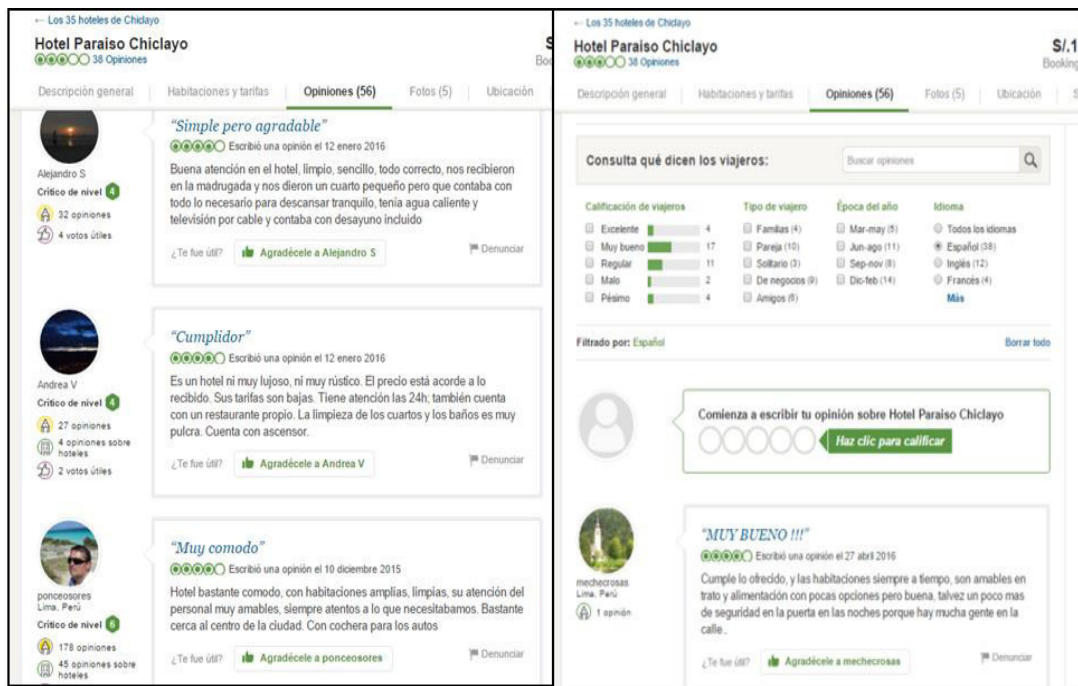 ← Los 35 hoteles de Chiclayo
Hotel Paraiso Chiclayo
38 Opiniones
S
Boo
Descripción general
Habitaciones y tarifas
Opiniones (56)
Fotos (5)
Ubicación
"Simple pero agradable"
Escribió una opinión el 12 enero 2016
Buena atención en el hotel, limpio, sencillo, todo correcto, nos recibieron
en la madrugada y nos dieron un cuarto pequeño pero que contaba con
todo lo necesario para descansar tranquilo, tenía agua caliente y
televisión por cable y contaba con desayuno incluido
Alejandro S
Crítico de nivel 4
32 opiniones
4 votos útiles
¿Te fue útil?
Agradécele a Alejandro S
Denunciar
"Cumplidor"
Escribió una opinión el 12 enero 2016
Es un hotel ni muy lujoso, ni muy rústico. El precio está acorde a lo
recibido. Sus tarifas son bajas. Tiene atención las 24h; también cuenta
con un restaurante propio. La limpieza de los cuartos y los baños es muy
pulcra. Cuenta con ascensor.
Andrea V
Crítico de nivel 4
27 opiniones
4 opiniones sobre
hoteles
2 votos útiles
¿Te fue útil?
Agradécele a Andrea V
Denunciar
"Muy comodo"
Escribió una opinión el 10 diciembre 2015
Hotel bastante comodo, con habitaciones amplias, limpias, su atención del
personal muy amables, siempre atentos a lo que necesitabamos. Bastante
cerca al centro de la ciudad. Con cochera para los autos
ponceosores
Lima, Perú
Crítico de nivel 6
178 opiniones
45 opiniones sobre
hoteles
¿Te fue útil?
Agradécele a ponceosores
Denunciar
← Los 35 hoteles de Chiclayo
Hotel Paraiso Chiclayo
38 Opiniones
S/.1
Booking
Descripción general
Habitaciones y tarifas
Opiniones (56)
Fotos (5)
Ubicación
S
Consulta qué dicen los viajeros:
Buscar opiniones
Calificación de viajeros
Excelente 4
Muy bueno 17
Regular 11
Malo 2
Pésimo 4
Tipo de viajero
Familias (4)
Pareja (10)
Solitario (3)
De negocios (9)
Amigos (6)
Época del año
Mar-may (5)
Jun-ago (11)
Sep-nov (8)
Dic-feb (14)
Idioma
Todos los idiomas
Español (38)
Inglés (12)
Francés (4)
Más
Filtrado por: Español
Borrar todo
Comienza a escribir tu opinión sobre Hotel Paraiso Chiclayo
Haz clic para calificar
"MUY BUENO !!!"
Escribió una opinión el 27 abril 2016
Cumple lo ofrecido, y las habitaciones siempre a tiempo, son amables en
trato y alimentación con pocas opciones pero buena, talvez un poco mas
de seguridad en la puerta en las noches porque hay mucha gente en la
calle..
mechecrosas
Lima, Perú
1 opinión
¿Te fue útil?
Agradécele a mechecrosas
Denunciar